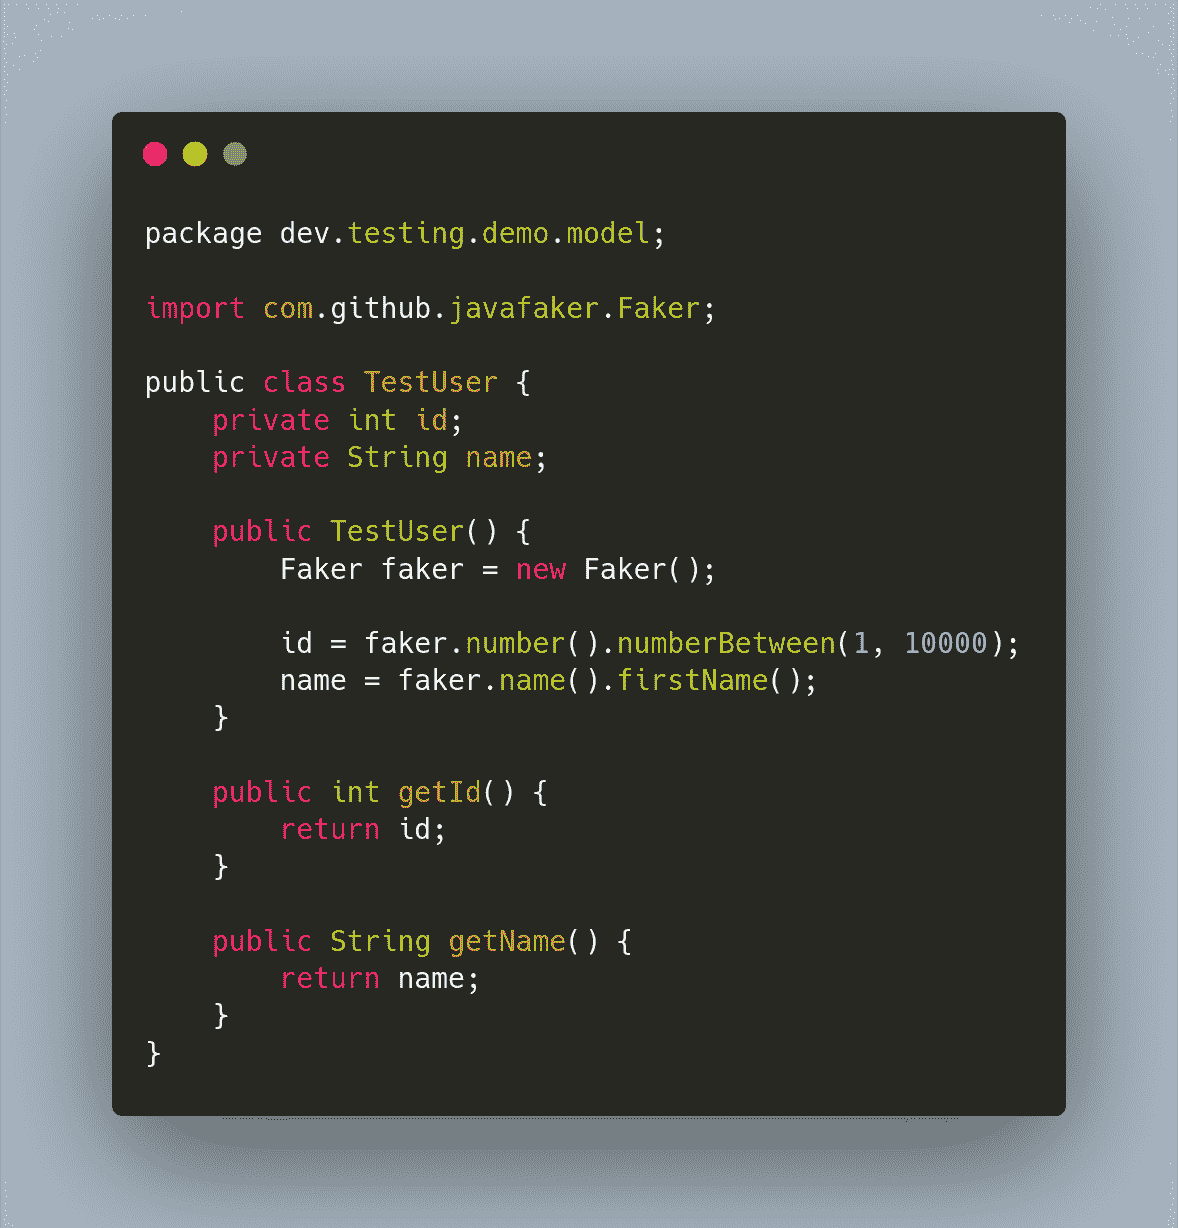 package dev.testing.demo.model;
import com.github.javafaker.Faker;
public class TestUser {
    private int id;
    private String name;
    public TestUser() {
        Faker faker = new Faker();
        id = faker.number().numberBetween(1, 10000);
        name = faker.name().firstName();
    }
    public int getId() {
        return id;
    }
    public String getName() {
        return name;
    }
}